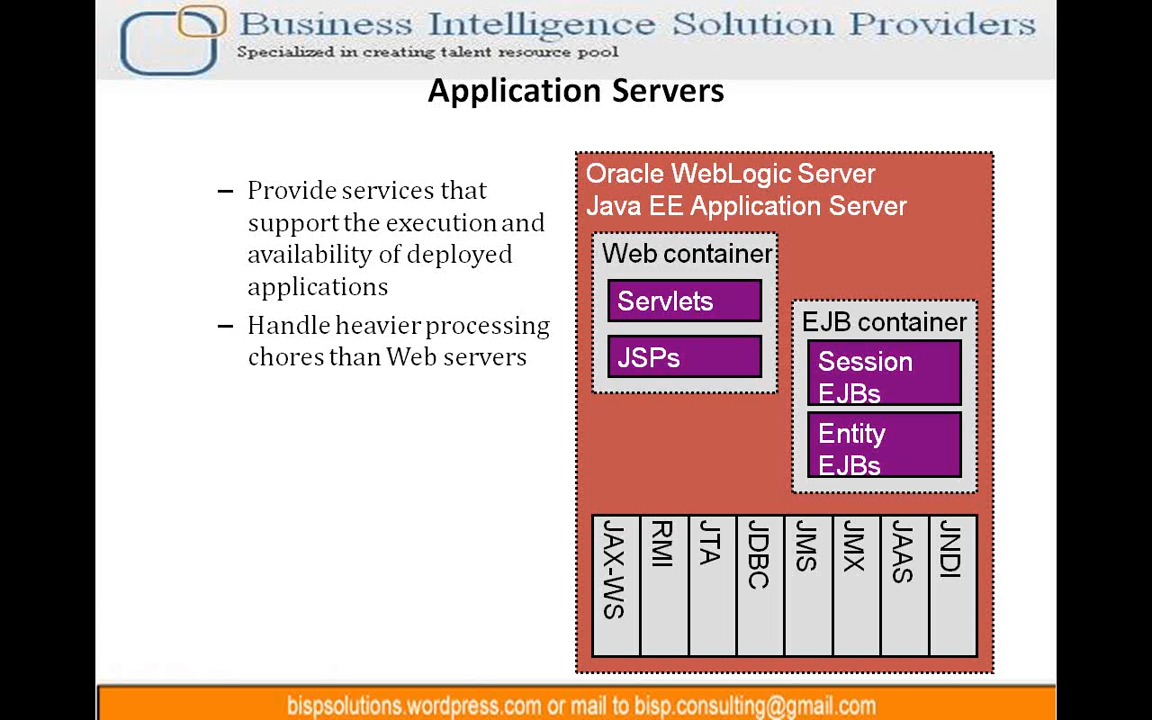 Business Intelligence Solution Providers
Specialized in creating talent resource pool
Application Servers
– Provide services that
support the execution and
availability of deployed
applications
– Handle heavier processing
chores than Web servers
Oracle WebLogic Server
Java EE Application Server
Web container
Servlets
JSPs
EJB container
Session
EJBs
Entity
EJBs
JAX-WS
RMI
JTA
JDBC
JMS
JMX
JAAS
JNDI
bispsolutions.wordpress.com or mail to bisp.consulting@gmail.com